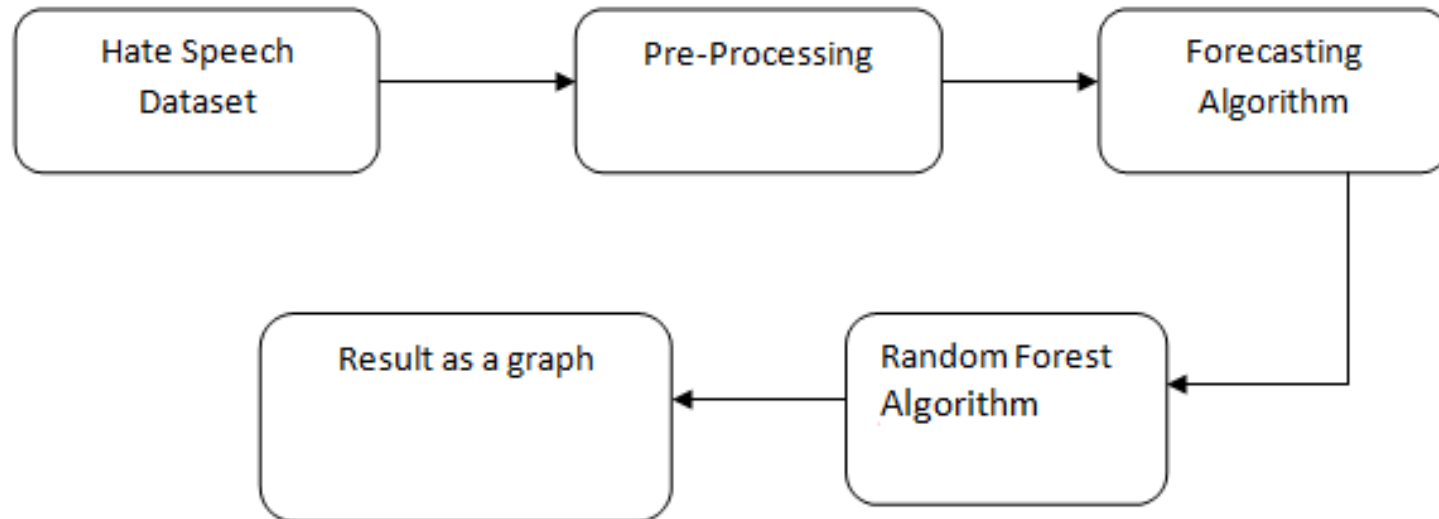 Hate Speech
Dataset
Pre-Processing
Forecasting
Algorithm
Random Forest
Algorithm
Result as a graph